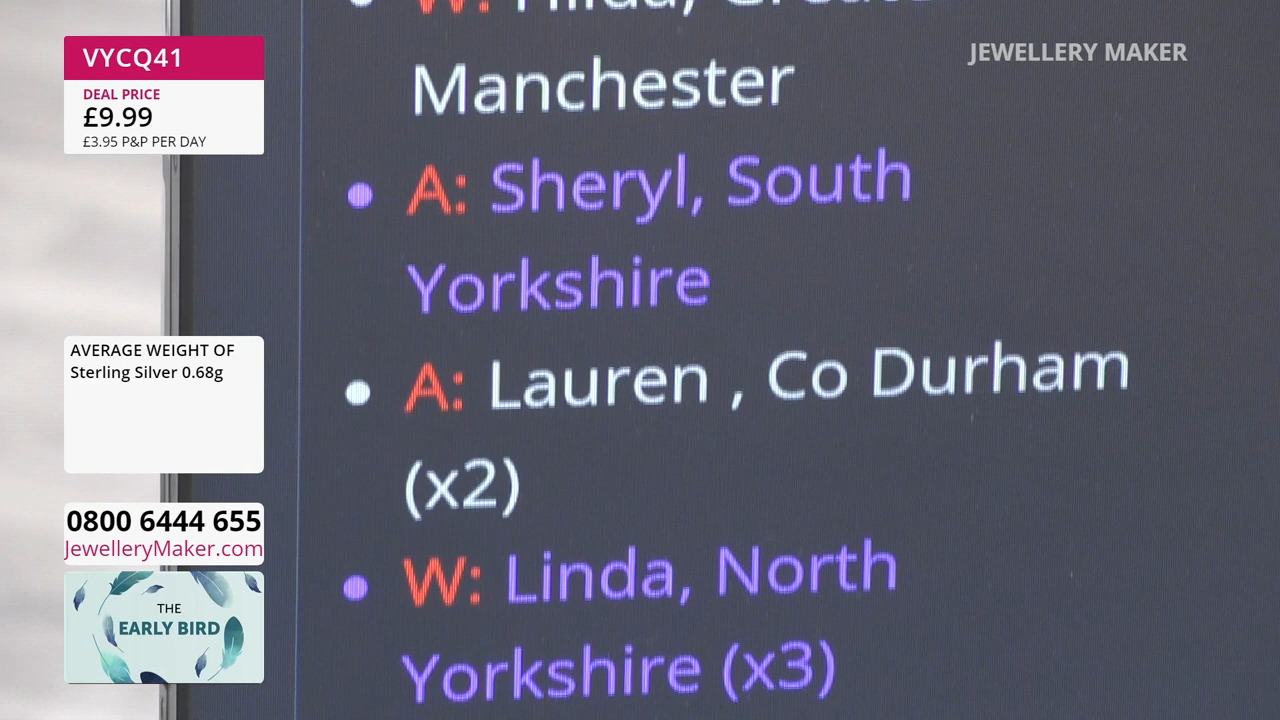 VYCQ41
DEAL PRICE
£9.99
£3.95 P&P PER DAY
AVERAGE WEIGHT OF
Sterling Silver 0.68g
0800 6444 655
JewelleryMaker.com
THE
EARLY BIRD
JEWELLERY MAKER
W: Hilda, Greater
Manchester
A: Sheryl, South
Yorkshire
A: Lauren , Co Durham
(x2)
W: Linda, North
Yorkshire (x3)